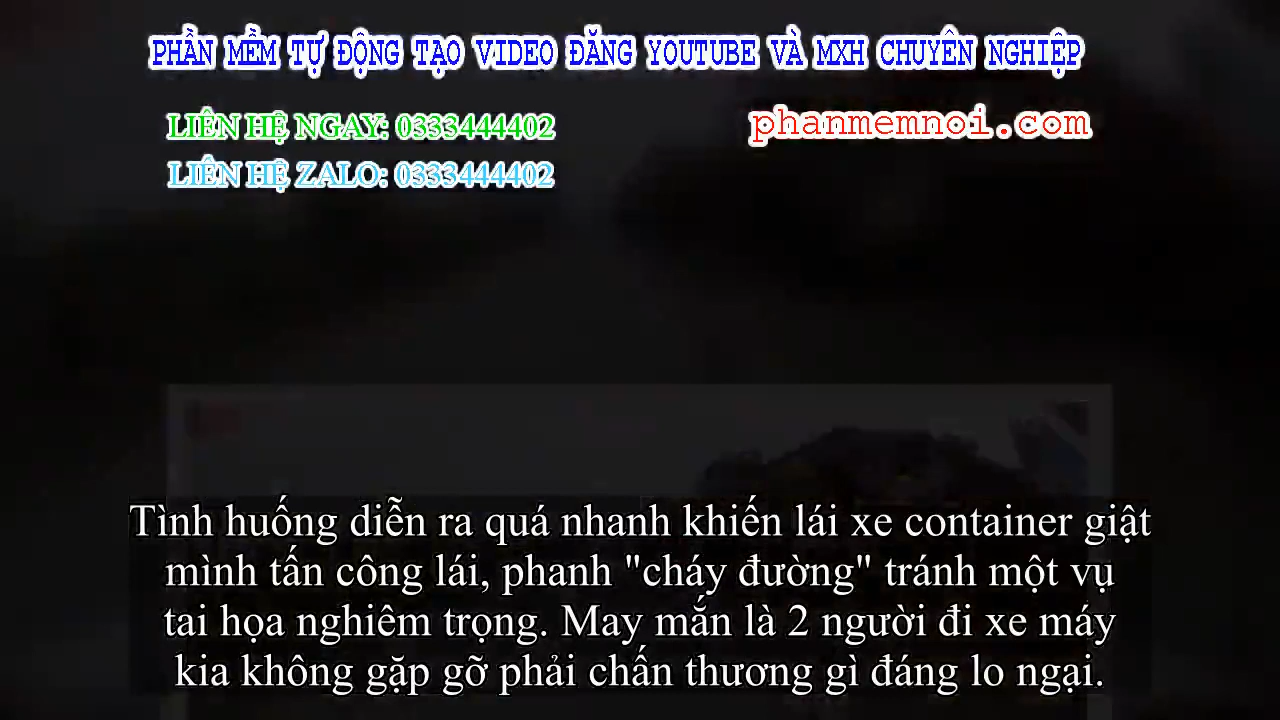 PHẦN MỀM TỰ ĐỘNG TẠO VIDEO ĐĂNG YOUTUBE VÀ MXH CHUYÊN NGHIỆP
LIÊN HỆ NGAY: 0333444402
phanmemnoi.com
LIÊN HỆ ZALO: 0333444402
Tình huống diễn ra quá nhanh khiến lái xe container giật
mình tấn công lái, phanh "cháy đường" tránh một vụ
tai họa nghiêm trọng. May mắn là 2 người đi xe máy
kia không gặp gỡ phải chấn thương gì đáng lo ngại.